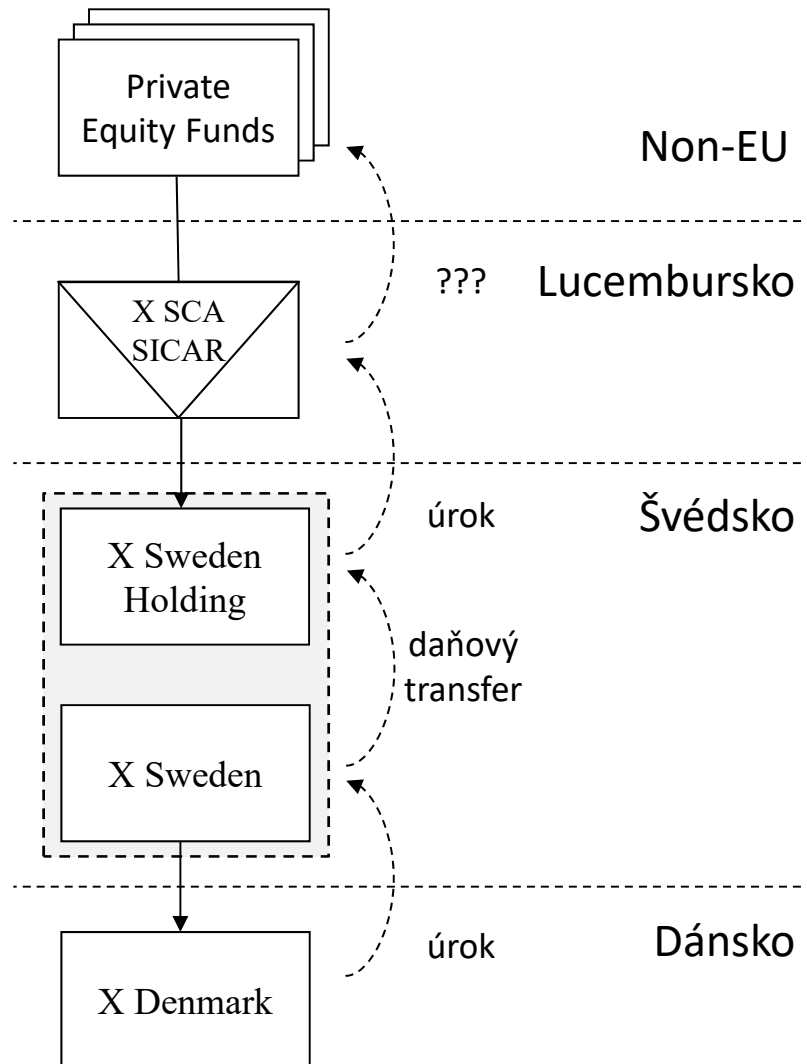 Private
Equity Funds
Non-EU
???
Lucembursko
X SCA
SICAR
úrok
Švédsko
X Sweden
Holding
daňový
transfer
X Sweden
úrok
Dánsko
X Denmark